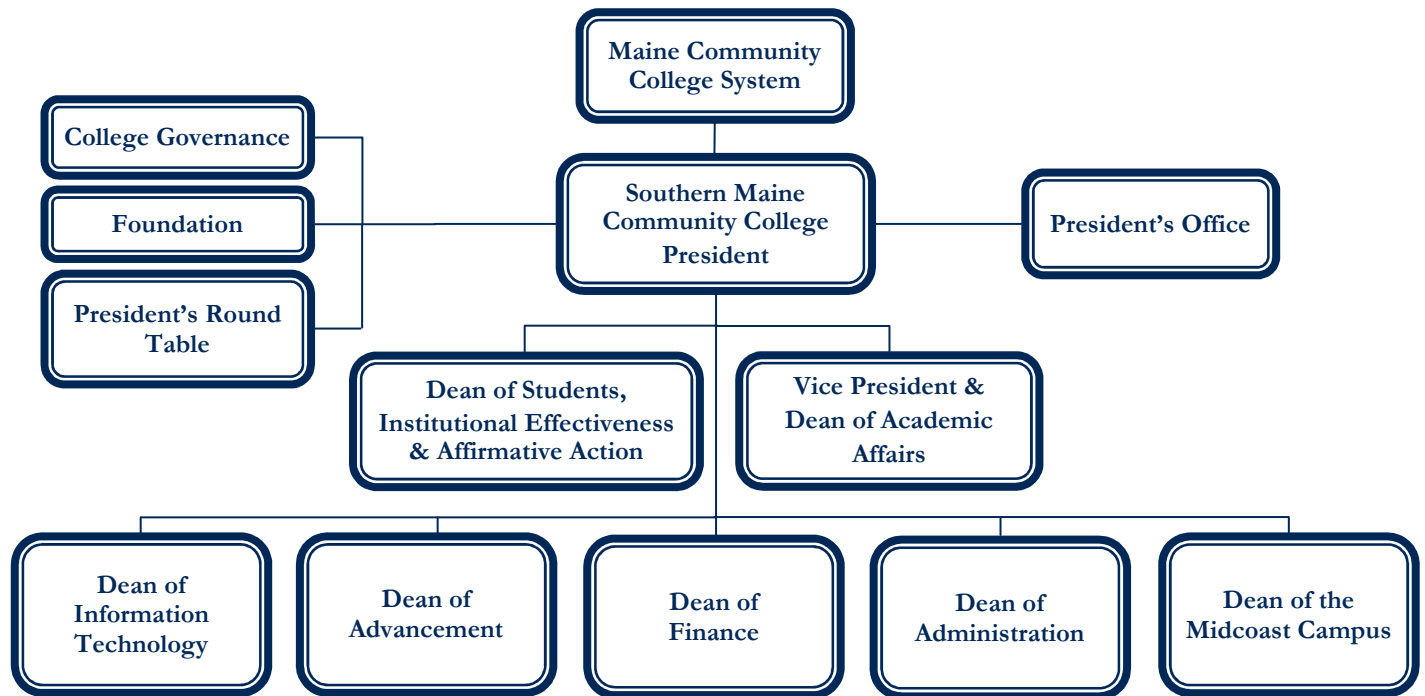 Maine Community
College System
College Governance
Foundation
President’s Round
Table
Southern Maine
Community College
President
President’s Office
Dean of Students,
Institutional Effectiveness
& Affirmative Action
Vice President &
Dean of Academic
Affairs
Dean of
Information
Technology
Dean of
Advancement
Dean of
Finance
Dean of
Administration
Dean of the
Midcoast Campus